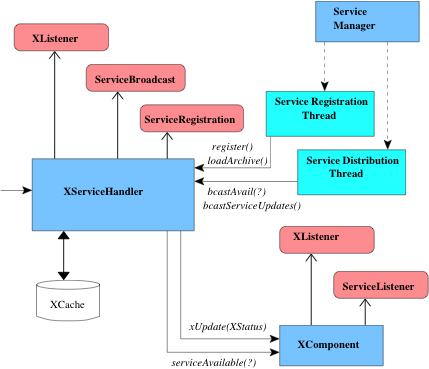 Service
Manager
XListener
ServiceBroadcast
ServiceRegistration
Service Registration
Thread
register()
loadArchive()
Service Distribution
Thread
XServiceHandler
bcastAvail(?)
bcastServiceUpdates()
XListener
ServiceListener
XCache
xUpdate(XStatus)
XComponent
serviceAvailable(?)